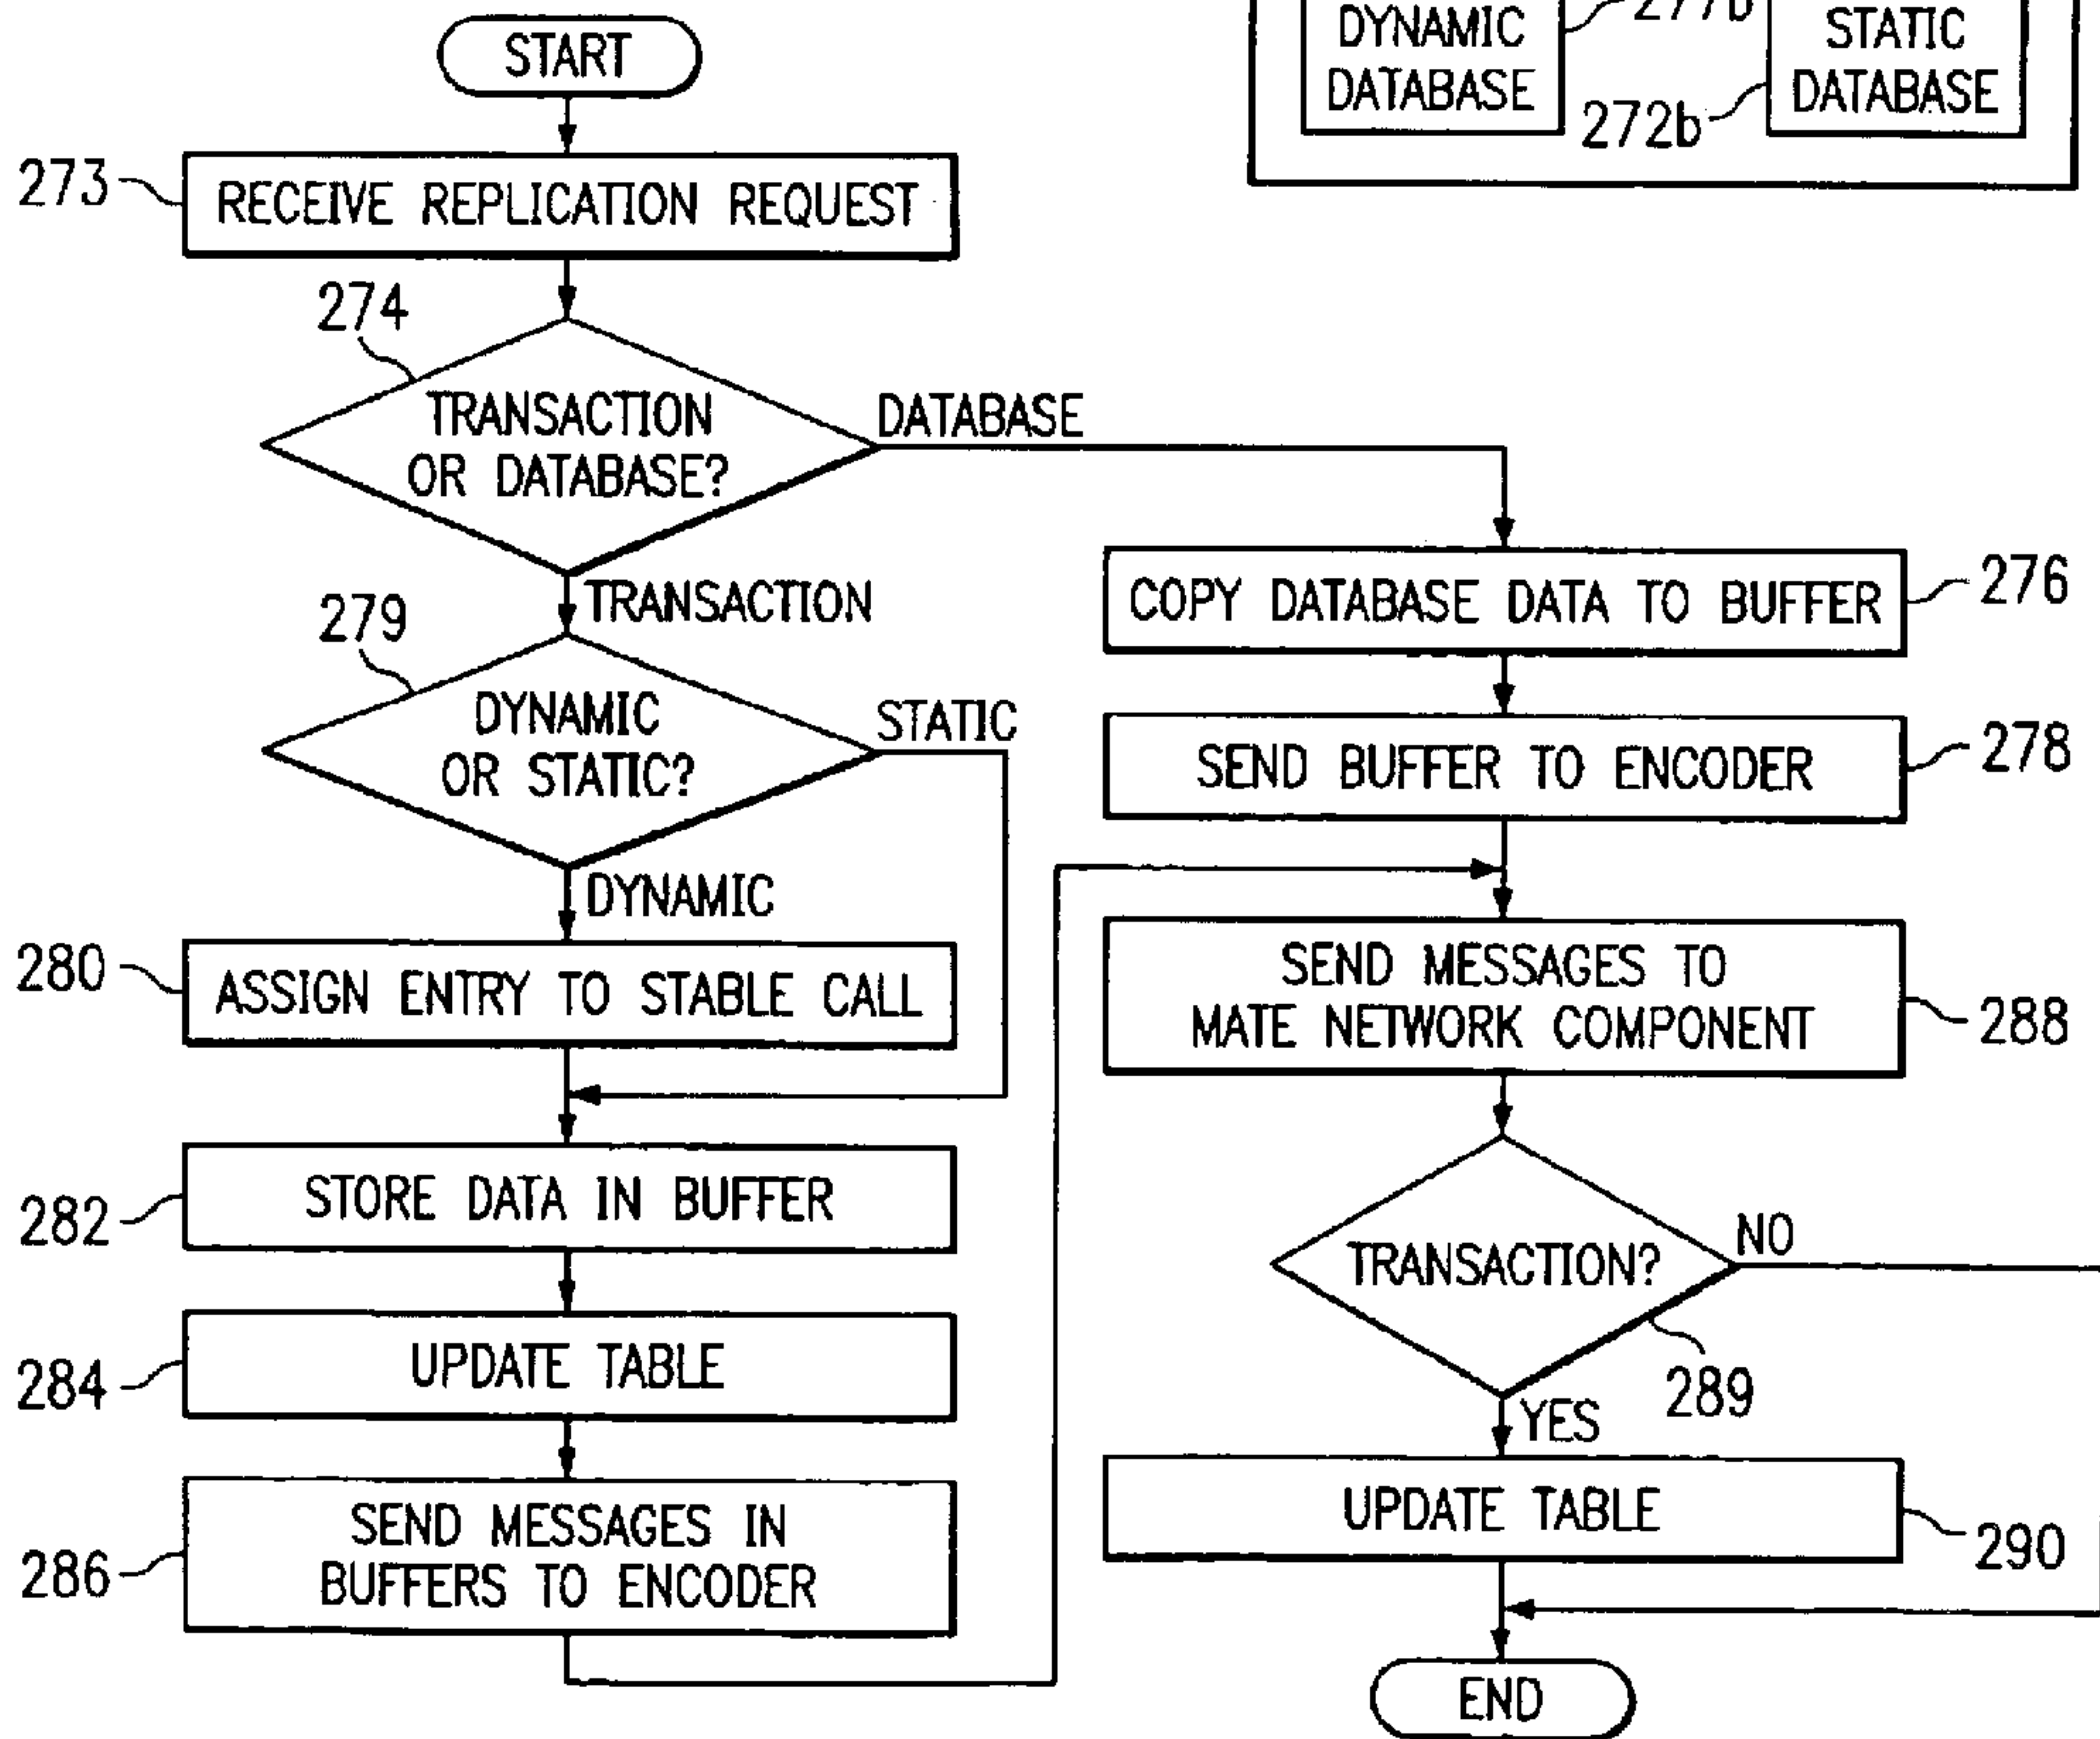 START
273
RECEIVE REPLICATION REQUEST
274
TRANSACTION
OR DATABASE?
DATABASE
TRANSACTION
279
DYNAMIC
OR STATIC?
STATIC
DYNAMIC
280
ASSIGN ENTRY TO STABLE CALL
282
STORE DATA IN BUFFER
284
UPDATE TABLE
286
SEND MESSAGES IN
BUFFERS TO ENCODER
DYNAMIC
DATABASE
277b
272b
STATIC
DATABASE
COPY DATABASE DATA TO BUFFER
276
SEND BUFFER TO ENCODER
278
SEND MESSAGES TO
MATE NETWORK COMPONENT
288
TRANSACTION?
NO
289
YES
UPDATE TABLE
290
END